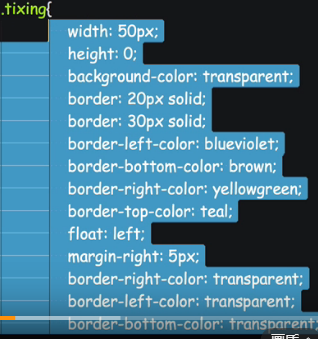 .tixing{
width: 50px;
height: 0;
background-color: transparent;
border: 20px solid;
border: 30px solid;
border-left-color: blueviolet;
border-bottom-color: brown;
border-right-color: yellowgreen;
border-top-color: teal;
float: left;
margin-right: 5px;
border-right-color: transparent;
border-left-color: transparent;
border-bottom-color: transparent;